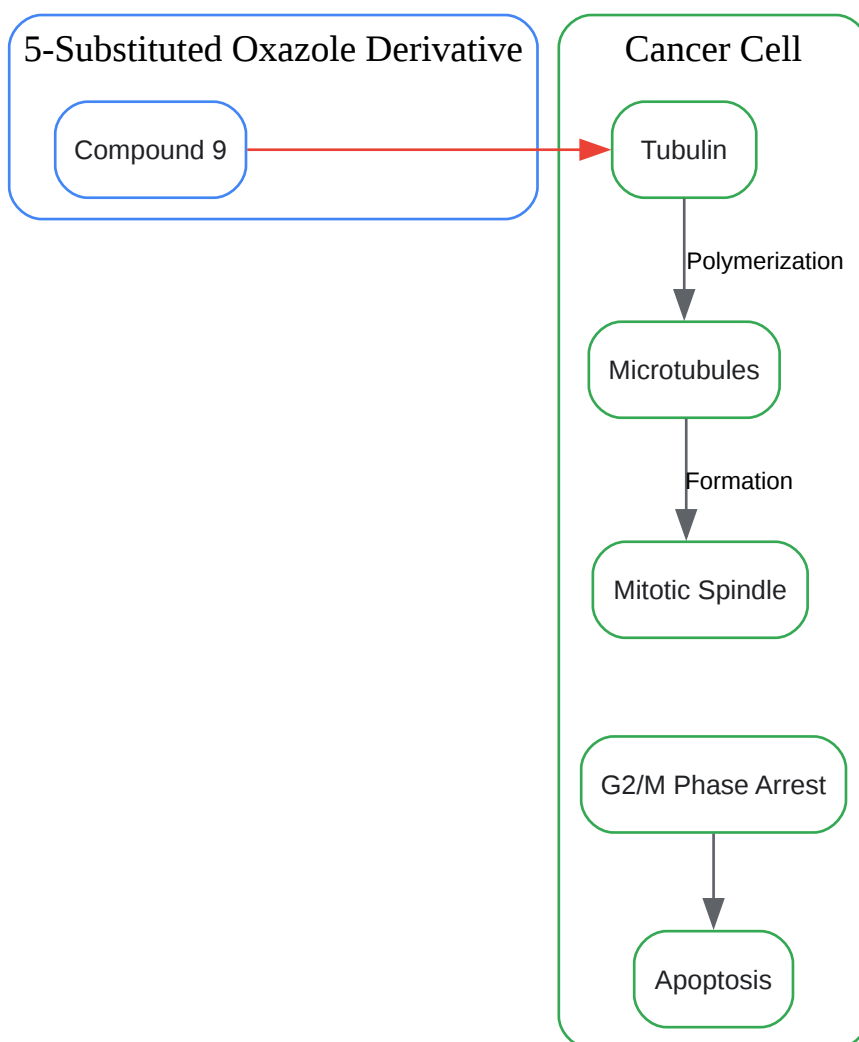 5-Substituted Oxazole Derivative
Cancer Cell
Compound 9
Tubulin
Polymerization
Microtubules
Formation
Mitotic Spindle
G2/M Phase Arrest
Apoptosis